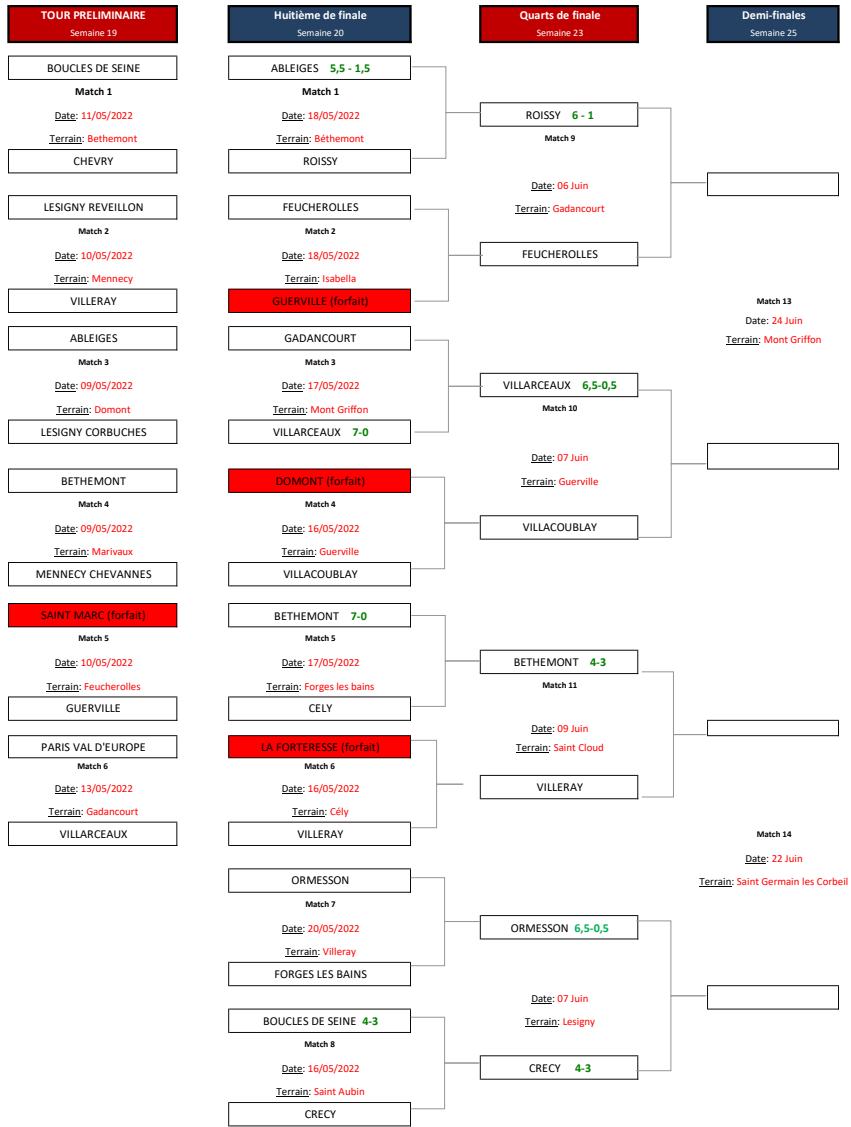 TOUR PRELIMINAIRE
Semaine 19
BOUCLES DE SEINE
Match 1
Date: 11/05/2022
Terrain: Bethemont
CHEVRY
LESIGNY REVEILLON
Match 2
Date: 10/05/2022
Terrain: Mennecy
VILLERAY
ABLEIGES
Match 3
Date: 09/05/2022
Terrain: Domont
LESIGNY CORBUCHES
BETHEMONT
Match 4
Date: 09/05/2022
Terrain: Marivaux
MENNECY CHEVANNES
SAINT MARC (forfait)
Match 5
Date: 10/05/2022
Terrain: Feucherolles
GUERVILLE
PARIS VAL D'EUROPE
Match 6
Date: 13/05/2022
Terrain: Gadancourt
VILLARCEAUX
Huitième de finale
Semaine 20
ABLEIGES 5,5 - 1,5
Match 1
Date: 18/05/2022
Terrain: Béthemont
ROISSY
FEUCHEROLLES
Match 2
Date: 18/05/2022
Terrain: Isabella
GUERVILLE (forfait)
GADANCOURT
Match 3
Date: 17/05/2022
Terrain: Mont Griffon
VILLARCEAUX 7-0
DOMONT (forfait)
Match 4
Date: 16/05/2022
Terrain: Guerville
VILLACOUBLAY
BETHEMONT 7-0
Match 5
Date: 17/05/2022
Terrain: Forges les bains
CELY
LA FORTERESSE (forfait)
Match 6
Date: 16/05/2022
Terrain: Cély
VILLERAY
ORMESSON
Match 7
Date: 20/05/2022
Terrain: Villeray
FORGES LES BAINS
BOUCLES DE SEINE 4-3
Match 8
Date: 16/05/2022
Terrain: Saint Aubin
CRECY
Quarts de finale
Semaine 23
ROISSY 6 - 1
Match 9
Date: 06 Juin
Terrain: Gadancourt
FEUCHEROLLES
VILLARCEAUX 6,5-0,5
Match 10
Date: 07 Juin
Terrain: Guerville
VILLACOUBLAY
BETHEMONT 4-3
Match 11
Date: 09 Juin
Terrain: Saint Cloud
VILLERAY
ORMESSON 6,5-0,5
Date: 07 Juin
Terrain: Lesigny
CRECY 4-3
Demi-finales
Semaine 25
Match 13
Date: 24 Juin
Terrain: Mont Griffon
Match 14
Date: 22 Juin
Terrain: Saint Germain les Corbeil